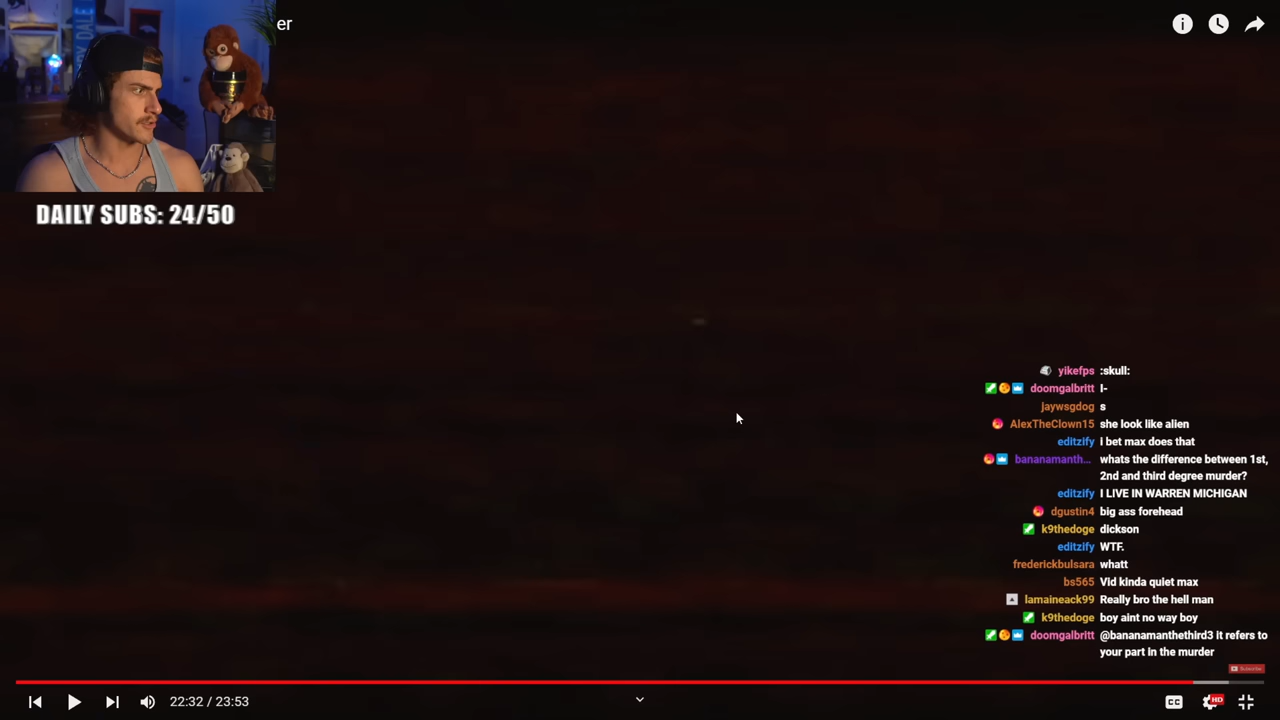 er
DALE
DAILY SUBS: 24/50
yikefps :skull:
doomgalbritt I-
jaywsgdog s
AlexTheClown15 she look like alien
editzify i bet max does that
bananamanth... whats the difference between 1st,
2nd and third degree murder?
editzify I LIVE IN WARREN MICHIGAN
dgustin4 big ass forehead
k9thedoge dickson
editzify WTF.
frederickbulsara whatt
bs565 Vid kinda quiet max
lamaineack99 Really bro the hell man
k9thedoge boy aint no way boy
doomgalbritt @bananamanthethird3 it refers to
your part in the murder
Subscribe
22:32 / 23:53
CC
HD